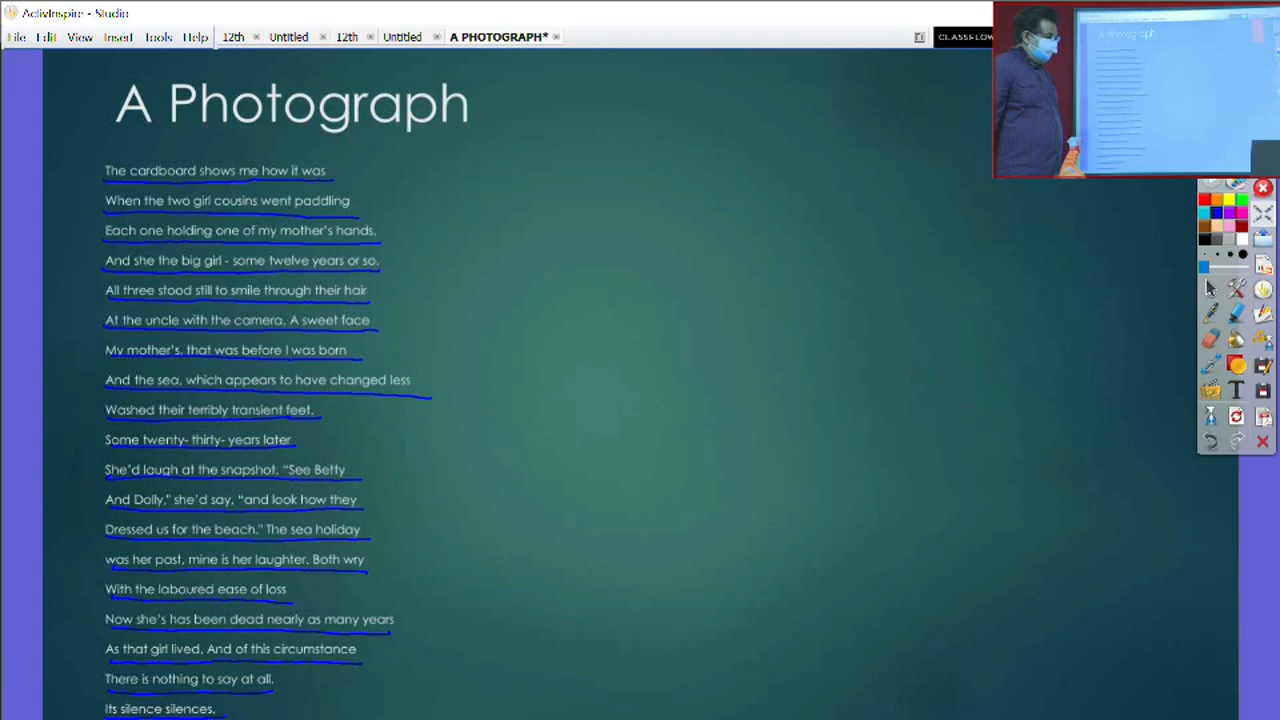 ActivInspire - Studio
File Edit View Insert Tools Help
12th Untitled 12th Untitled A PHOTOGRAPH*
CLASSFLOW
A Photograph
The cardboard shows me how it was
When the two girl cousins went paddling
Each one holding one of my mother's hands,
And she the big girl - some twelve years or so.
All three stood still to smile through their hair
At the uncle with the camera, A sweet face
My mother's, that was before I was born
And the sea, which appears to have changed less
Washed their terribly transient feet.
Some twenty- thirty- years later
She'd laugh at the snapshot. “See Betty
And Dolly," she'd say, “and look how they
Dressed us for the beach." The sea holiday
was her past, mine is her laughter. Both wry
With the laboured ease of loss
Now she's has been dead nearly as many years
As that girl lived. And of this circumstance
There is nothing to say at all,
Its silence silences.
A Photograph